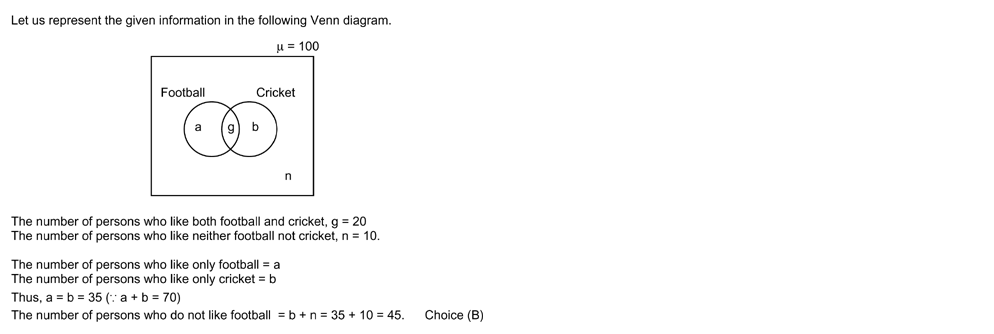 Let us represent the given information in the following Venn diagram.
μ = 100
Football Cricket
a g b
n
The number of persons who like both football and cricket, g = 20
The number of persons who like neither football not cricket, n = 10.
The number of persons who like only football = a
The number of persons who like only cricket = b
Thus, a = b = 35 (∵ a + b = 70)
The number of persons who do not like football = b + n = 35 + 10 = 45. Choice (B)